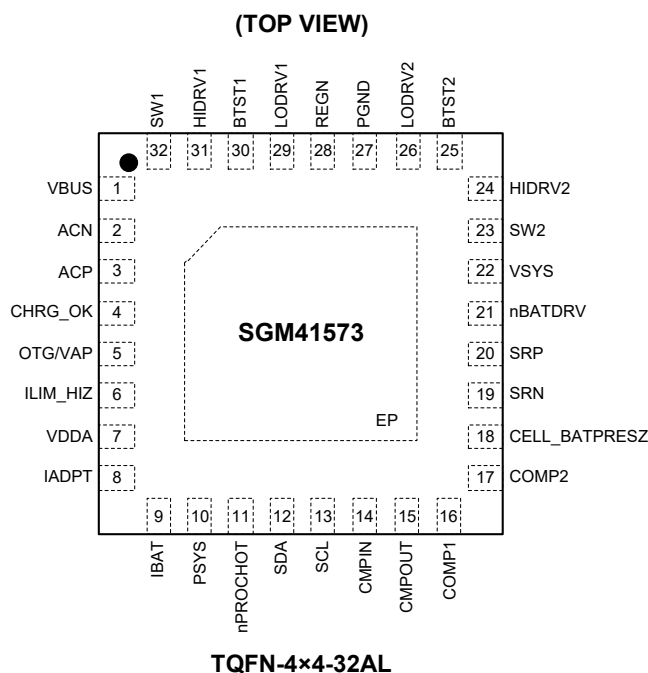 (TOP VIEW)
SW1
HIDRV1
BTST1
LODRV1
REGN
PGND
LODRV2
BTST2
32
31
30
29
28
27
26
25
VBUS 1
ACN 2
ACP 3
CHRG_OK 4
OTG/VAP 5
ILIM_HIZ 6
VDDA 7
IADPT 8
24 HIDRV2
23 SW2
22 VSYS
21 nBATDRV
20 SRP
19 SRN
18 CELL_BATPRESZ
17 COMP2
SGM41573
EP
9
10
11
12
13
14
15
16
IBAT
PSYS
nPROCHOT
SDA
SCL
CMPIN
CMPOUT
COMP1
TQFN-4×4-32AL